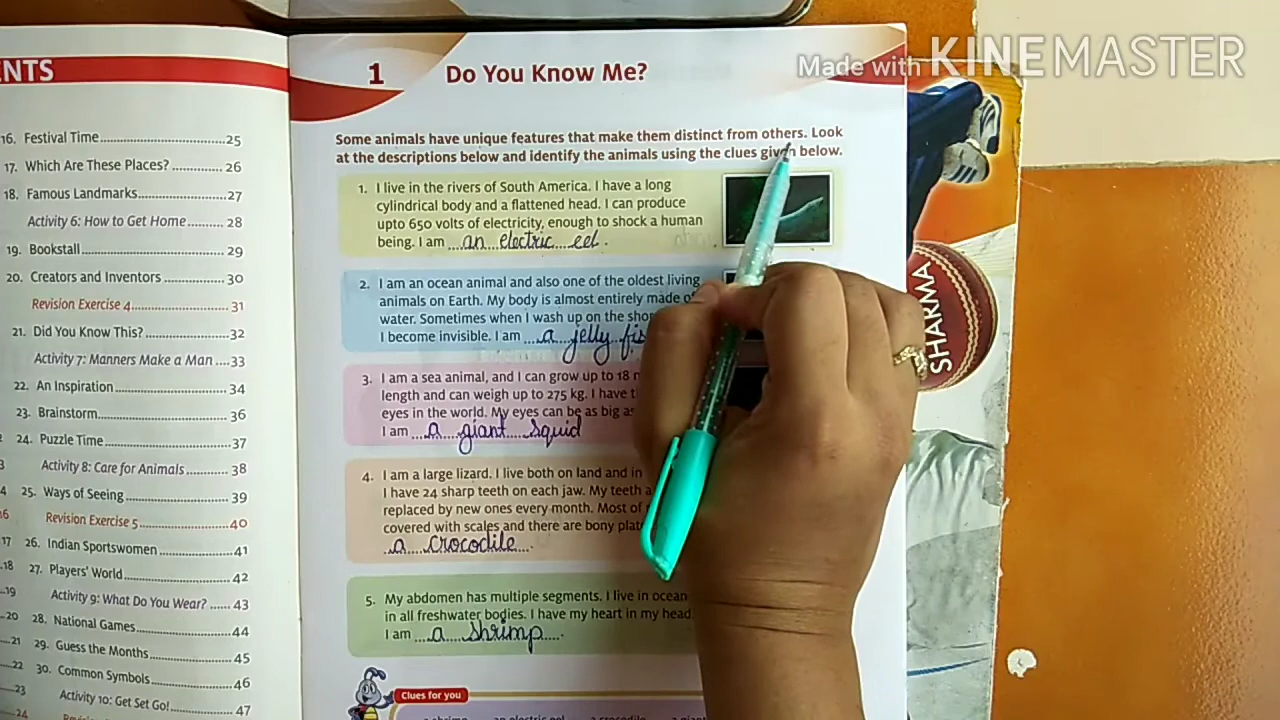 Made with KINEMASTER
ENTS
16. Festival Time 25
17. Which Are These Places? 26
18. Famous Landmarks 27
Activity 6: How to Get Home 28
19. Bookstall 29
20. Creators and Inventors 30
Revision Exercise 4 31
21. Did You Know This? 32
Activity 7: Manners Make a Man 33
22. An Inspiration 34
23. Brainstorm 36
24. Puzzle Time 37
Activity 8: Care for Animals 38
25. Ways of Seeing 39
Revision Exercise 5 40
17 26. Indian Sportswomen 41
18 27. Players' World 42
19 Activity 9: What Do You Wear? 43
20 28. National Games 44
21 29. Guess the Months 45
22 30. Common Symbols 46
23 Activity 10: Get Set Go! 47
24
1 Do You Know Me?
Some animals have unique features that make them distinct from others. Look
at the descriptions below and identify the animals using the clues given below.
1. I live in the rivers of South America. I have a long
cylindrical body and a flattened head. I can produce
upto 650 volts of electricity, enough to shock a human
being. I am an electric eel.
2. I am an ocean animal and also one of the oldest living
animals on Earth. My body is almost entirely made of
water. Sometimes when I wash up on the
I become invisible. I am a jelly
3. I am a sea animal, and I can grow up to 18
length and can weigh up to 275 kg. I have
eyes in the world. My eyes can be as big as
I am a giant squid
4. I am a large lizard. I live both on land and in
I have 24 sharp teeth on each jaw. My teeth
replaced by new ones every month. Most of
covered with scales and there are bony
a crocodile.
5. My abdomen has multiple segments. I live in ocean
in all freshwater bodies. I have my heart in my head.
I am a shrimp.
Clues for you
a shrimp an electric eel a crocodile a
SHARMA